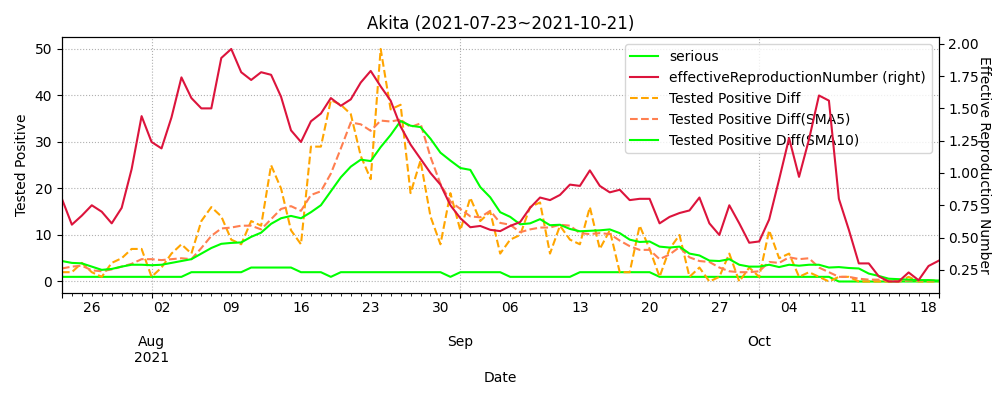 Akita (2021-07-23~2021-10-21)
serious
effectiveReproductionNumber (right)
Tested Positive Diff
Tested Positive Diff(SMA5)
Tested Positive Diff(SMA10)
Tested Positive
50
40
30
20
10
0
2.00
1.75
1.50
1.25
1.00
0.75
0.50
0.25
Effective Reproduction Number
26 02 09 16 23 30 06 13 20 27 04 11 18
Aug Sep Oct
2021
Date